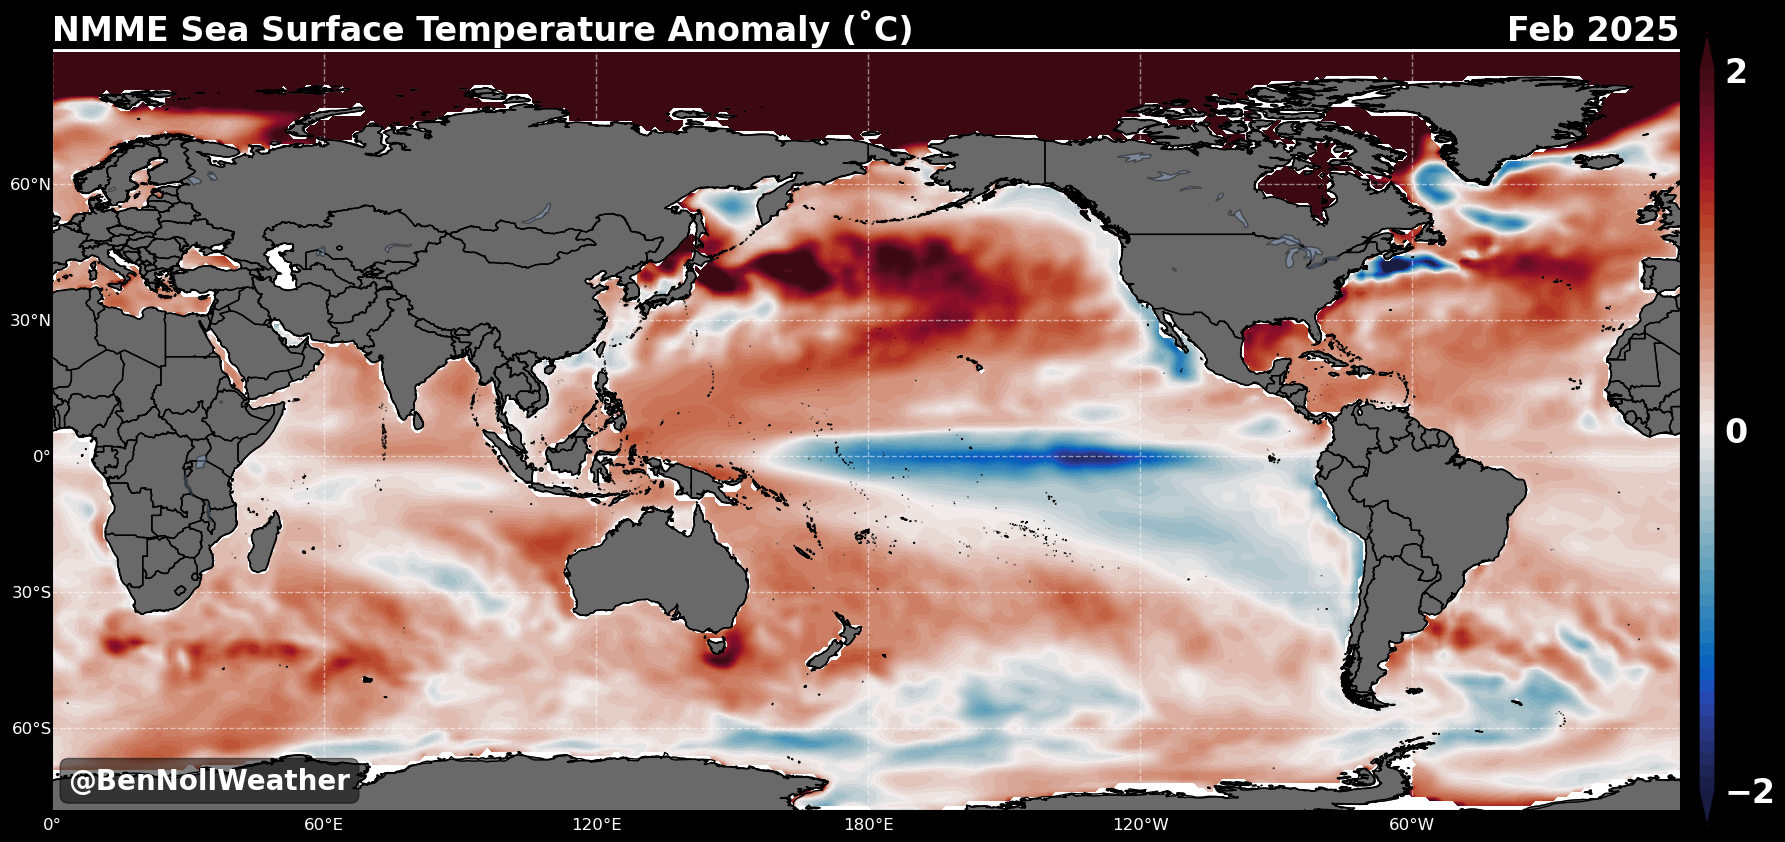 NMME Sea Surface Temperature Anomaly (˚C)
Feb 2025
2
0
−2
60°N
30°N
0°
30°S
60°S
@BenNollWeather
0°
60°E
120°E
180°E
120°W
60°W